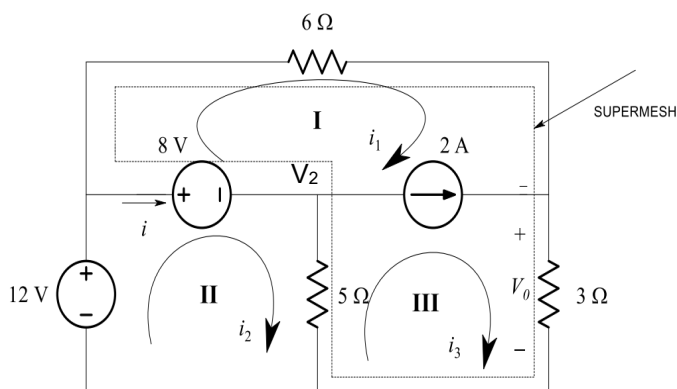 6 Ω
SUPERMESH
I
8 V
i1
2 A
V2
+ –
–
i
+
+
12 V
–
II
5 Ω
III
V0
3 Ω
i2
i3
–